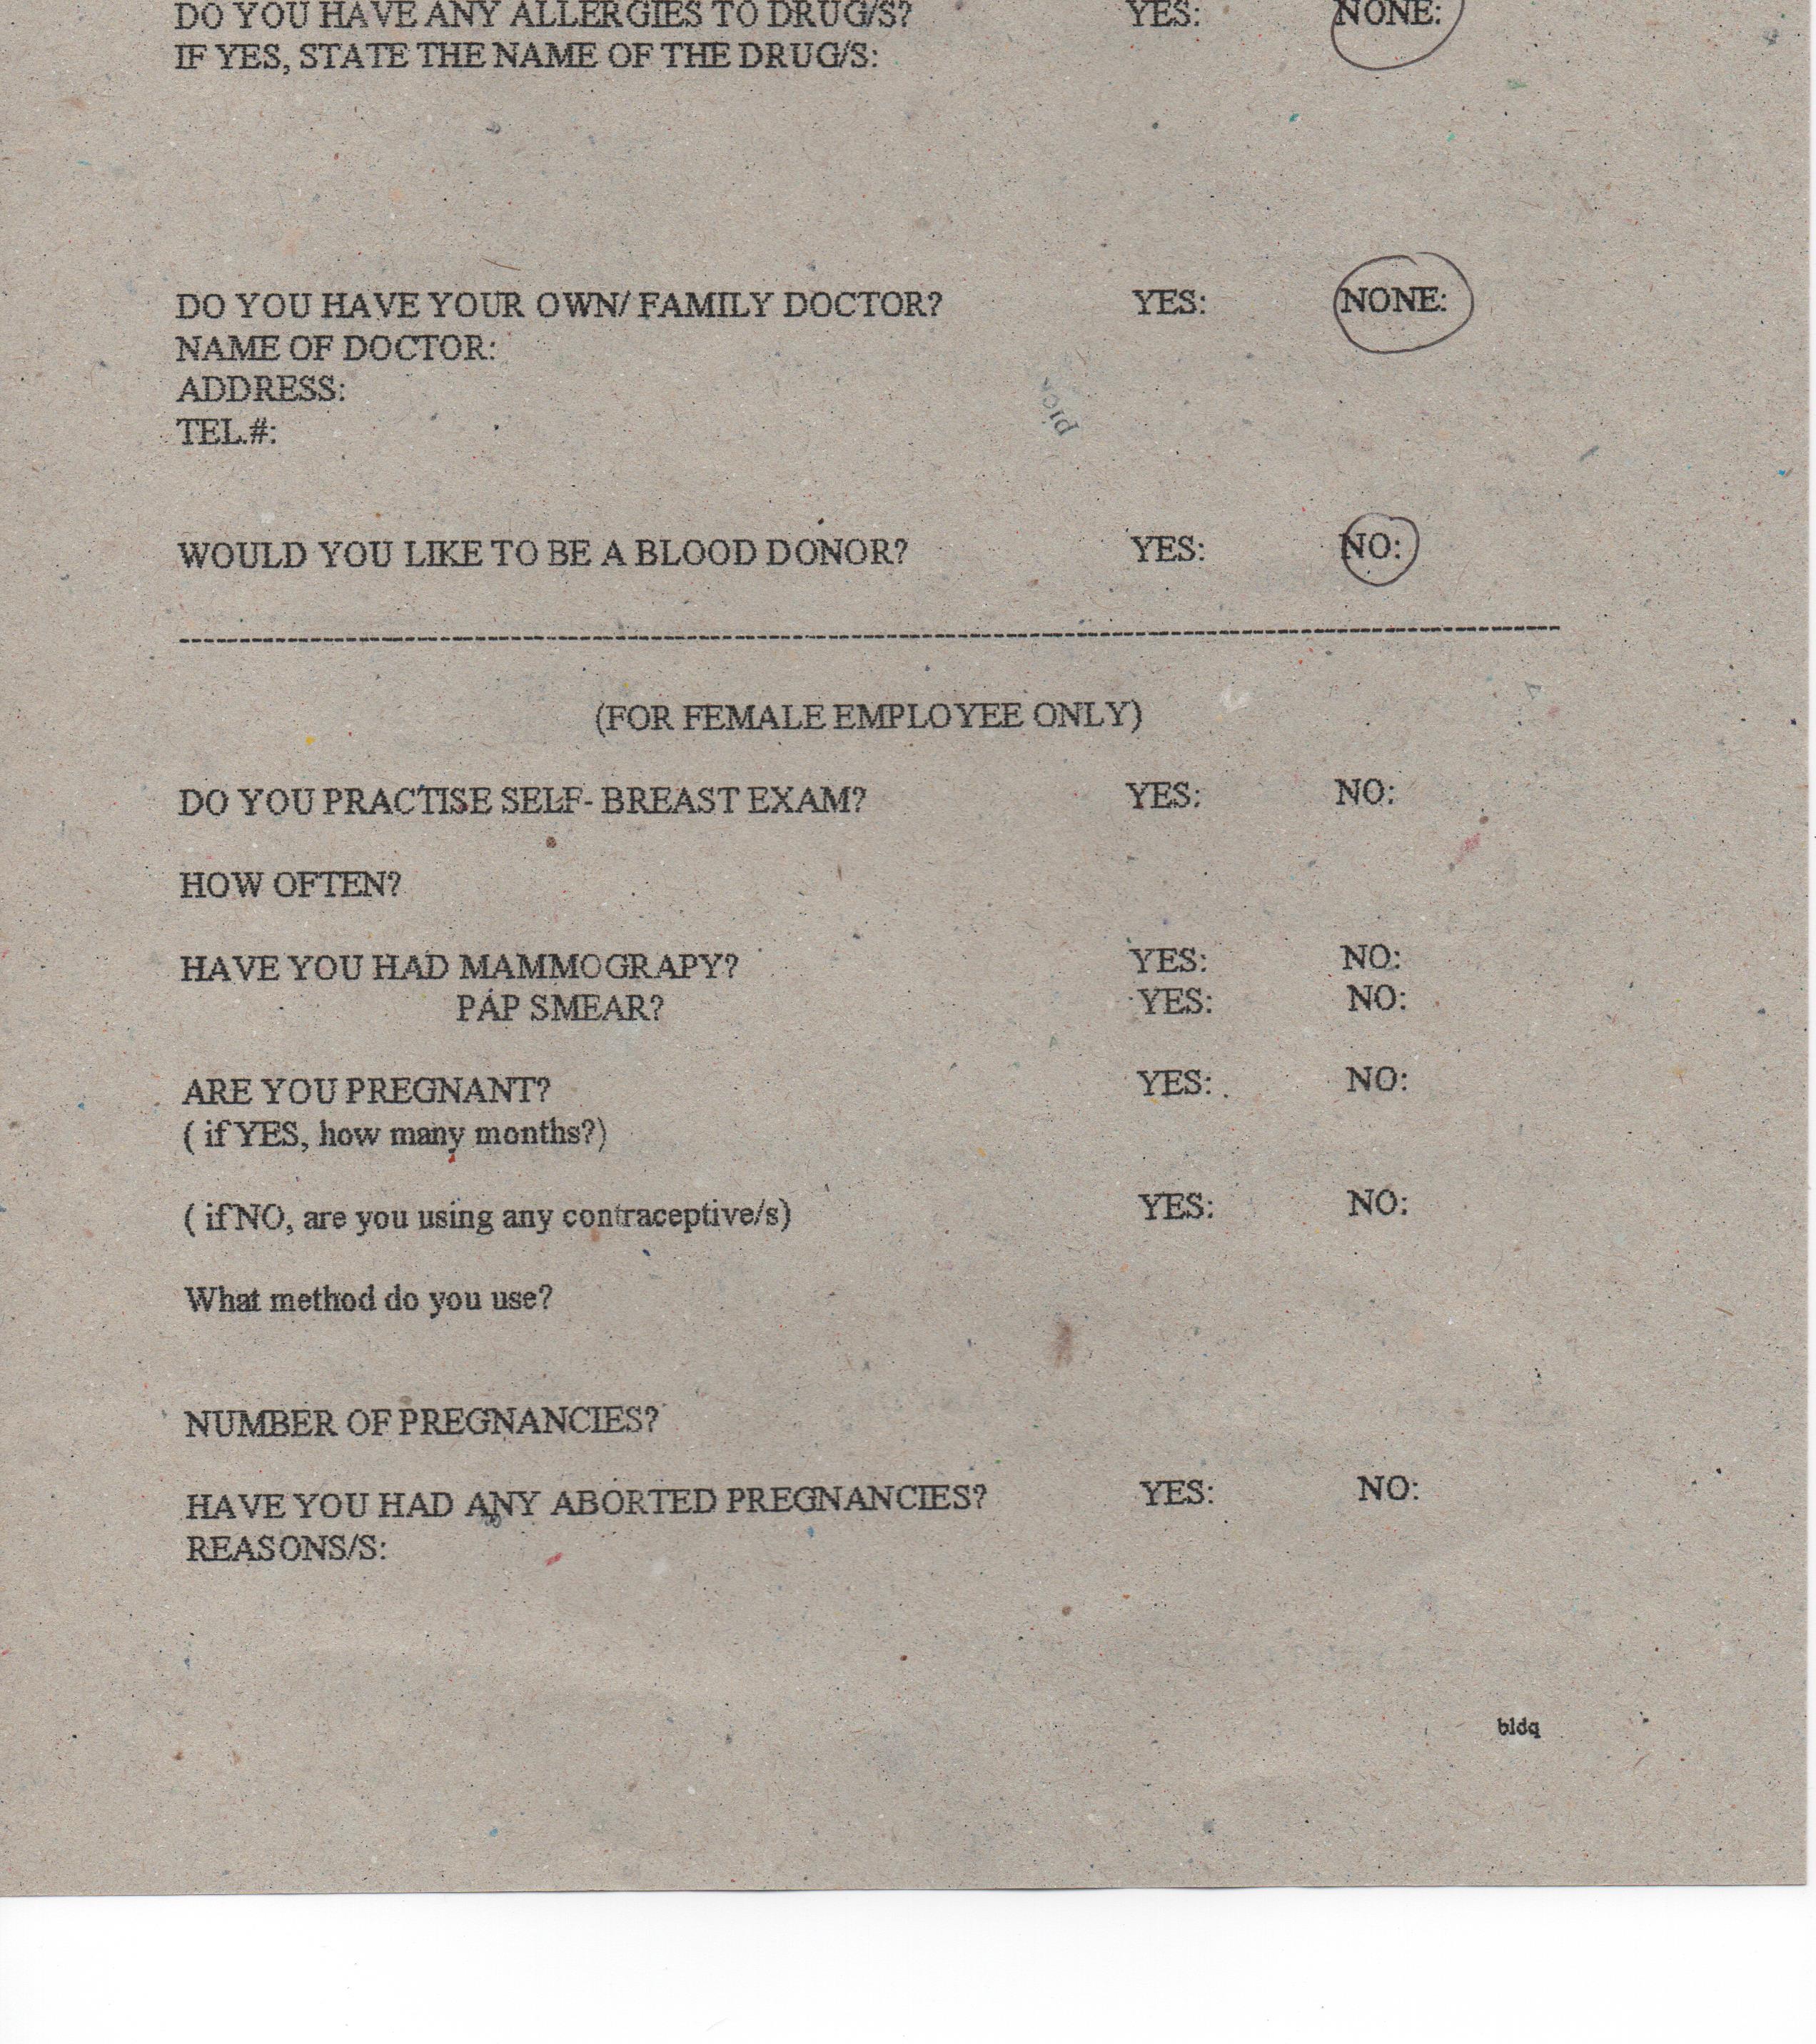 DO YOU HAVE ANY ALLERGIES TO DRUG/S? YES: NONE:
IF YES, STATE THE NAME OF THE DRUG/S:
DO YOU HAVE YOUR OWN/ FAMILY DOCTOR? YES: NONE:
NAME OF DOCTOR:
ADDRESS:
TEL.#:
WOULD YOU LIKE TO BE A BLOOD DONOR? YES: NO:
--------------------------------------------------------------------------------
(FOR FEMALE EMPLOYEE ONLY)
DO YOU PRACTISE SELF- BREAST EXAM? YES: NO:
HOW OFTEN?
HAVE YOU HAD MAMMOGRAPY? YES: NO:
PAP SMEAR? YES: NO:
ARE YOU PREGNANT? YES: NO:
( if YES, how many months?)
( if NO, are you using any contraceptive/s) YES: NO:
What method do you use?
NUMBER OF PREGNANCIES?
HAVE YOU HAD ANY ABORTED PREGNANCIES? YES: NO:
REASONS/S:
bldq